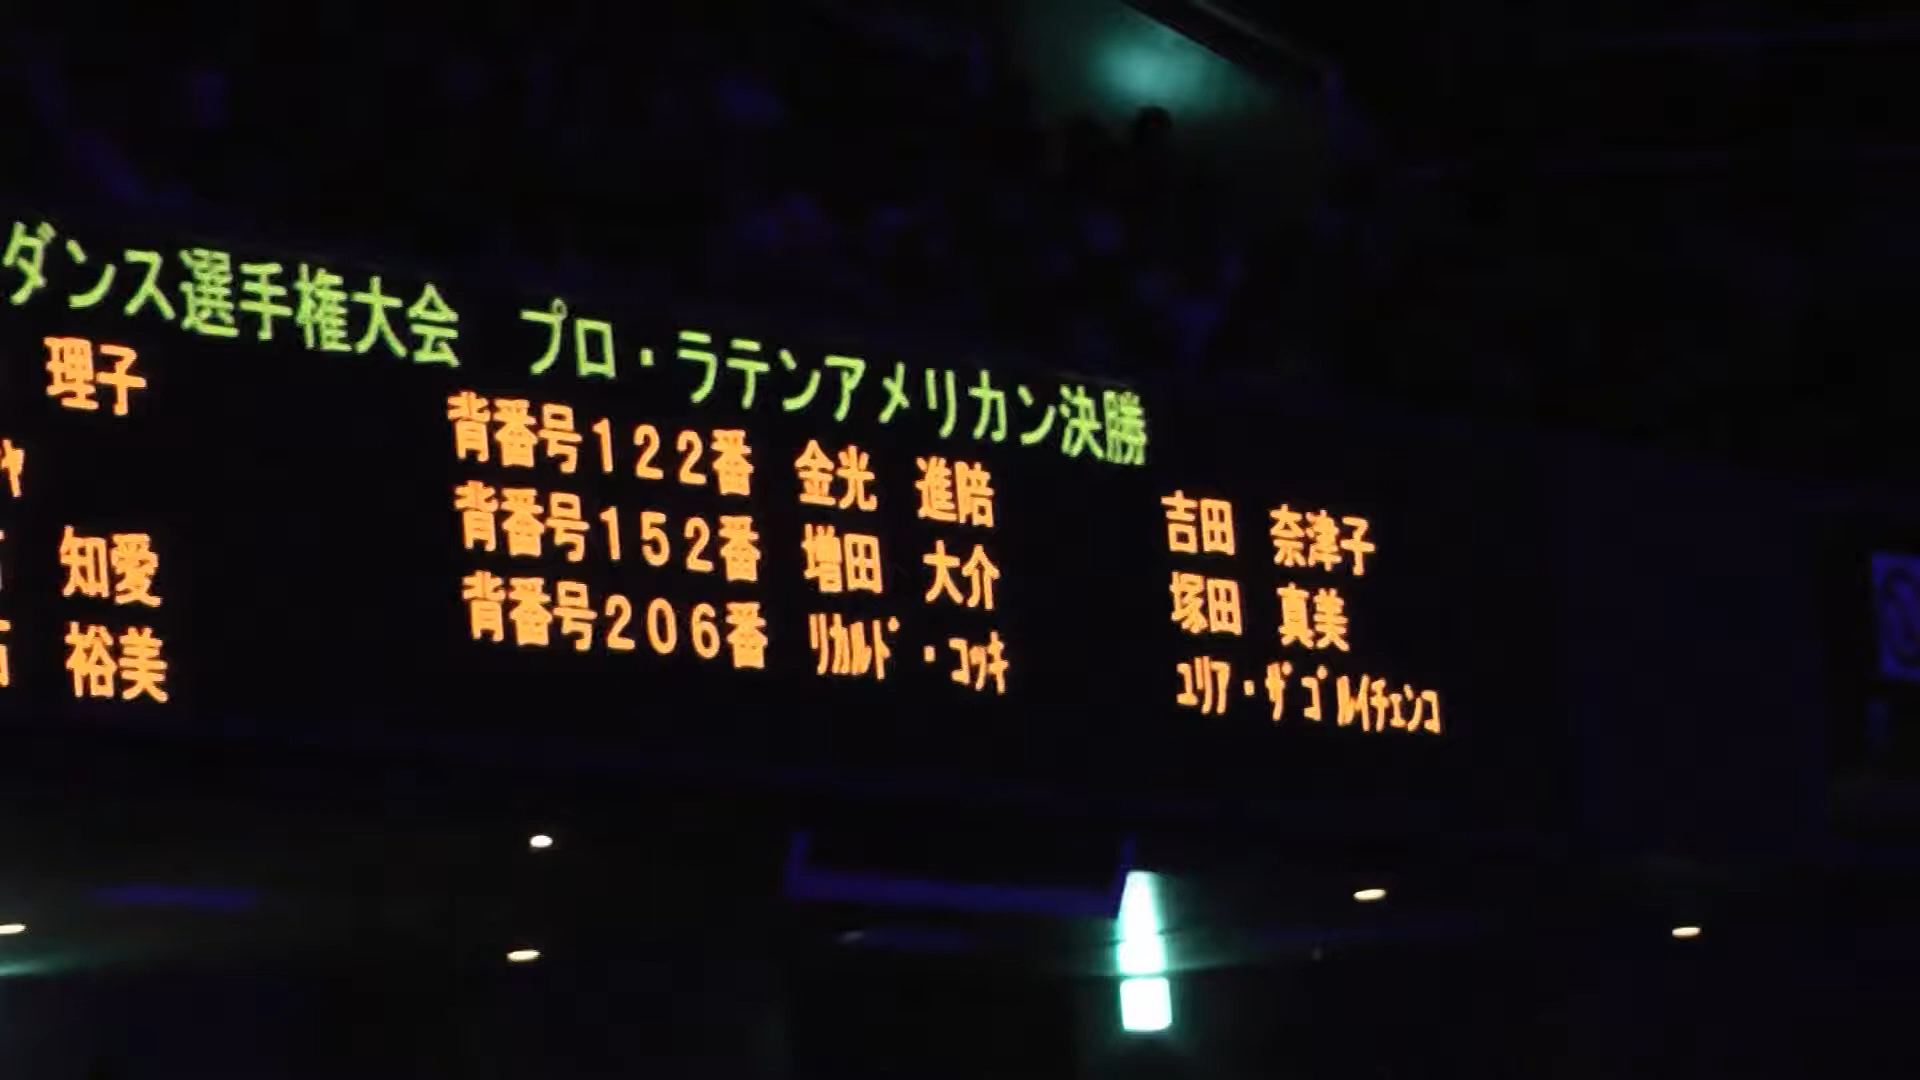 ダンス選手権大会 プロ・ラテンアメリカン決勝
理子 背番号122番 金光 進陪 吉田 奈津子
ヤ 背番号152番 増田 大介 塚田 真美
知愛 背番号206番 ﾘｶﾙﾄﾞ・ｺｯｷ ﾕﾘｱ・ｻﾞｺﾞﾙｲﾁｪﾝｺ
裕美